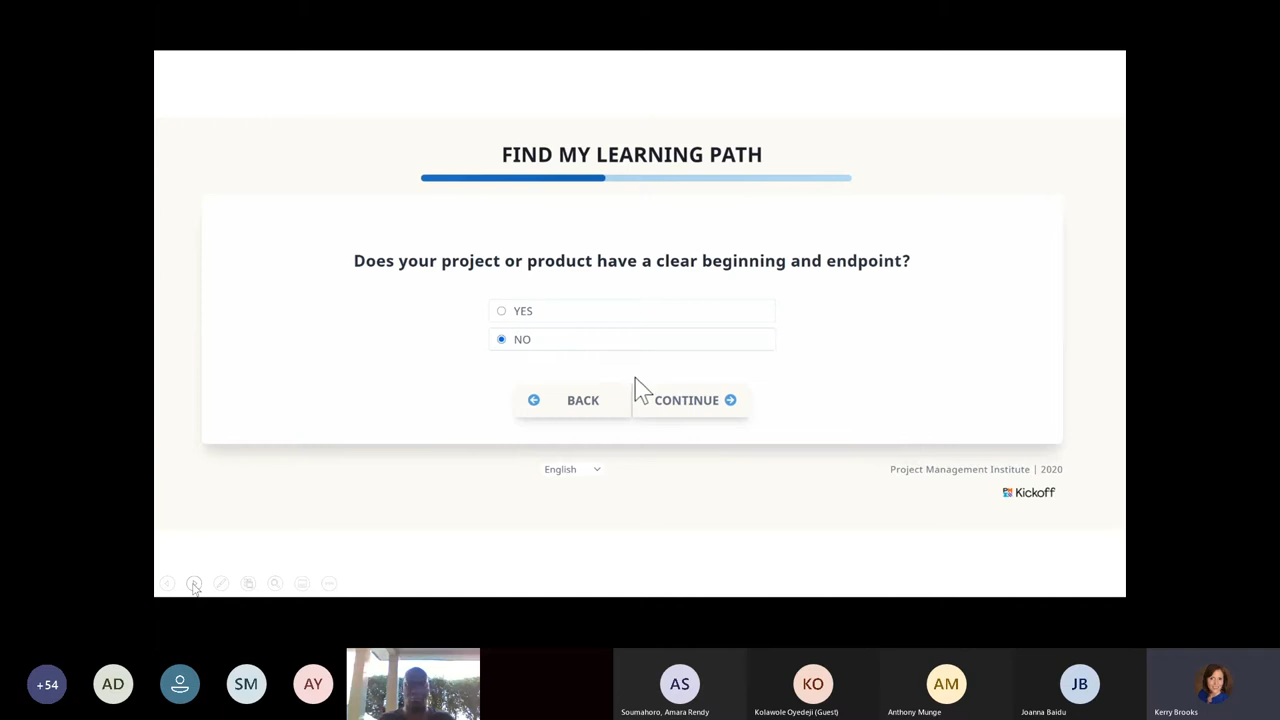 FIND MY LEARNING PATH
Does your project or product have a clear beginning and endpoint?
YES
NO
BACK
CONTINUE
English
Project Management Institute | 2020
Kickoff
+54
AD
SM
AY
AS
KO
AM
JB
Soumahoro, Amara Rendy
Kolawole Oyedeji (Guest)
Anthony Munge
Joanna Baidu
Kerry Brooks